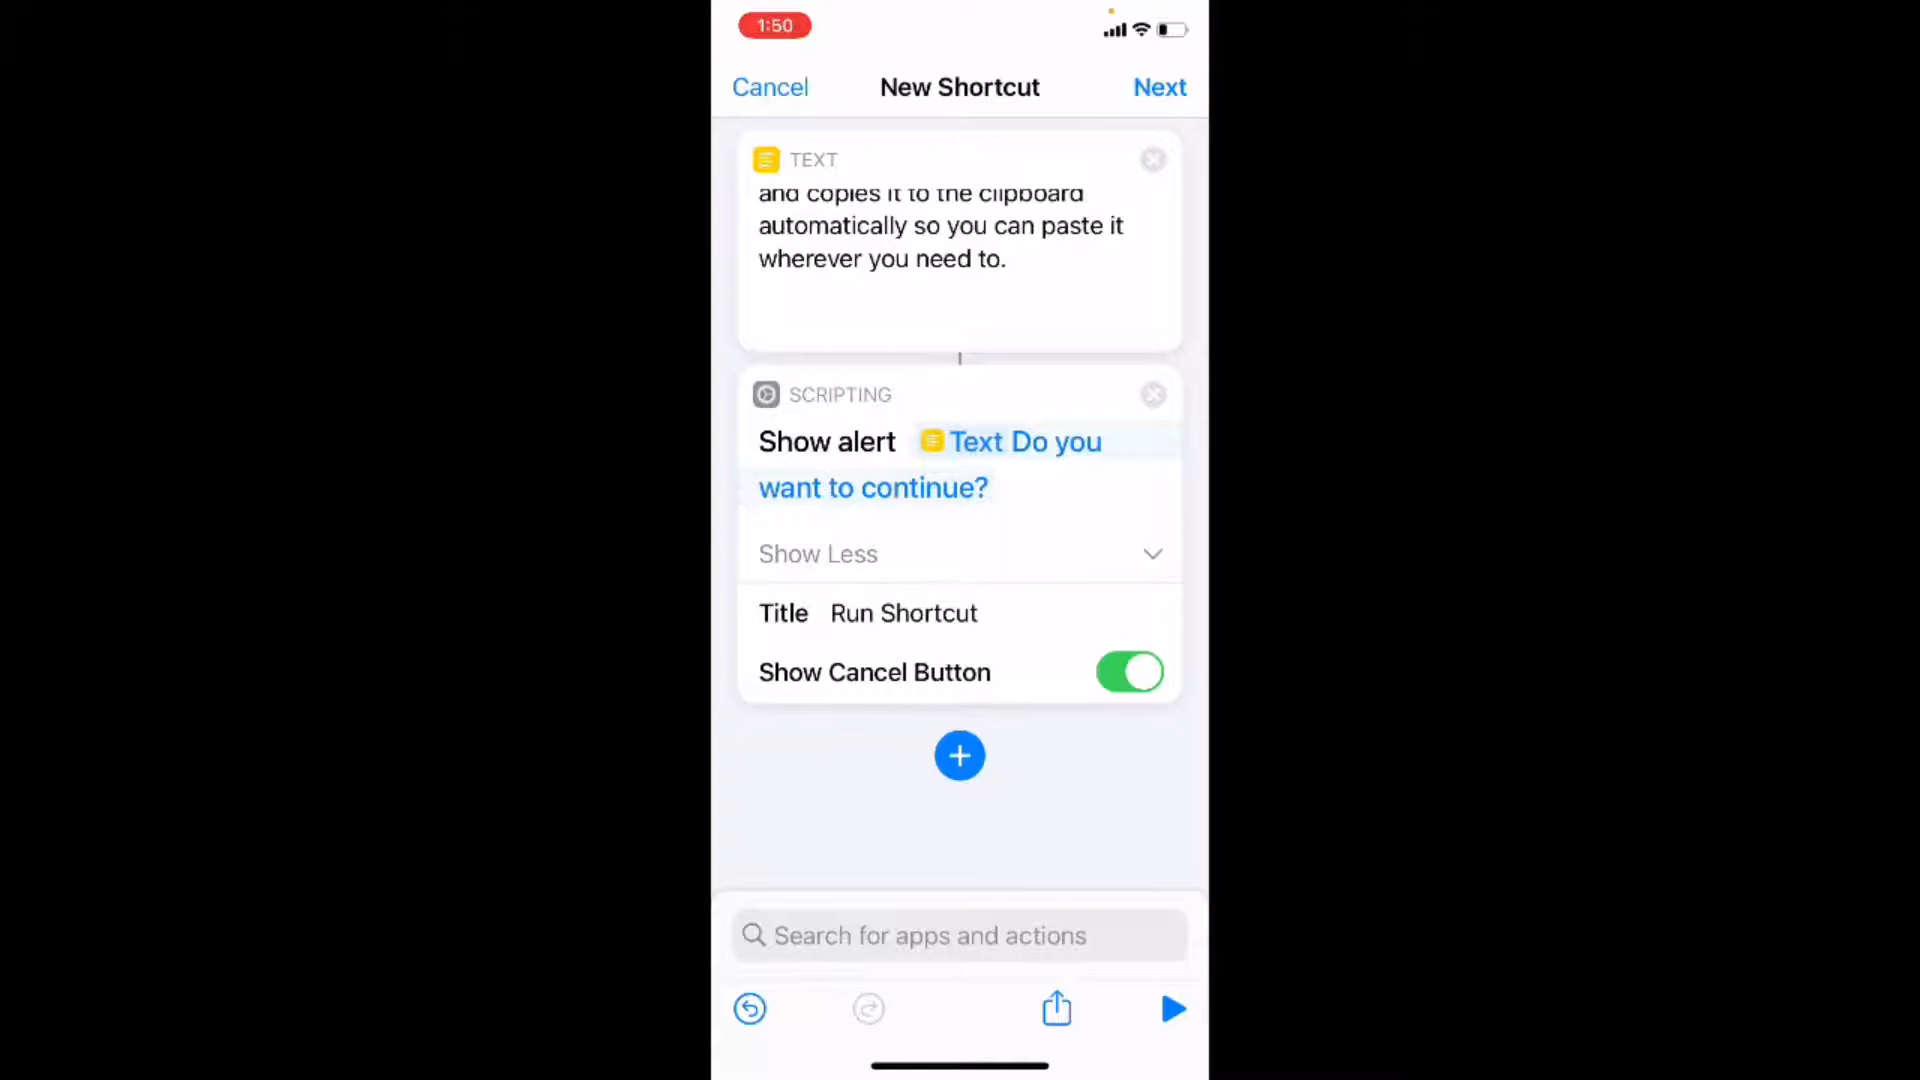 1:50
Cancel New Shortcut Next
TEXT
and copies it to the clipboard
automatically so you can paste it
wherever you need to.
SCRIPTING
Show alert Text Do you
want to continue?
Show Less
Title Run Shortcut
Show Cancel Button
Search for apps and actions